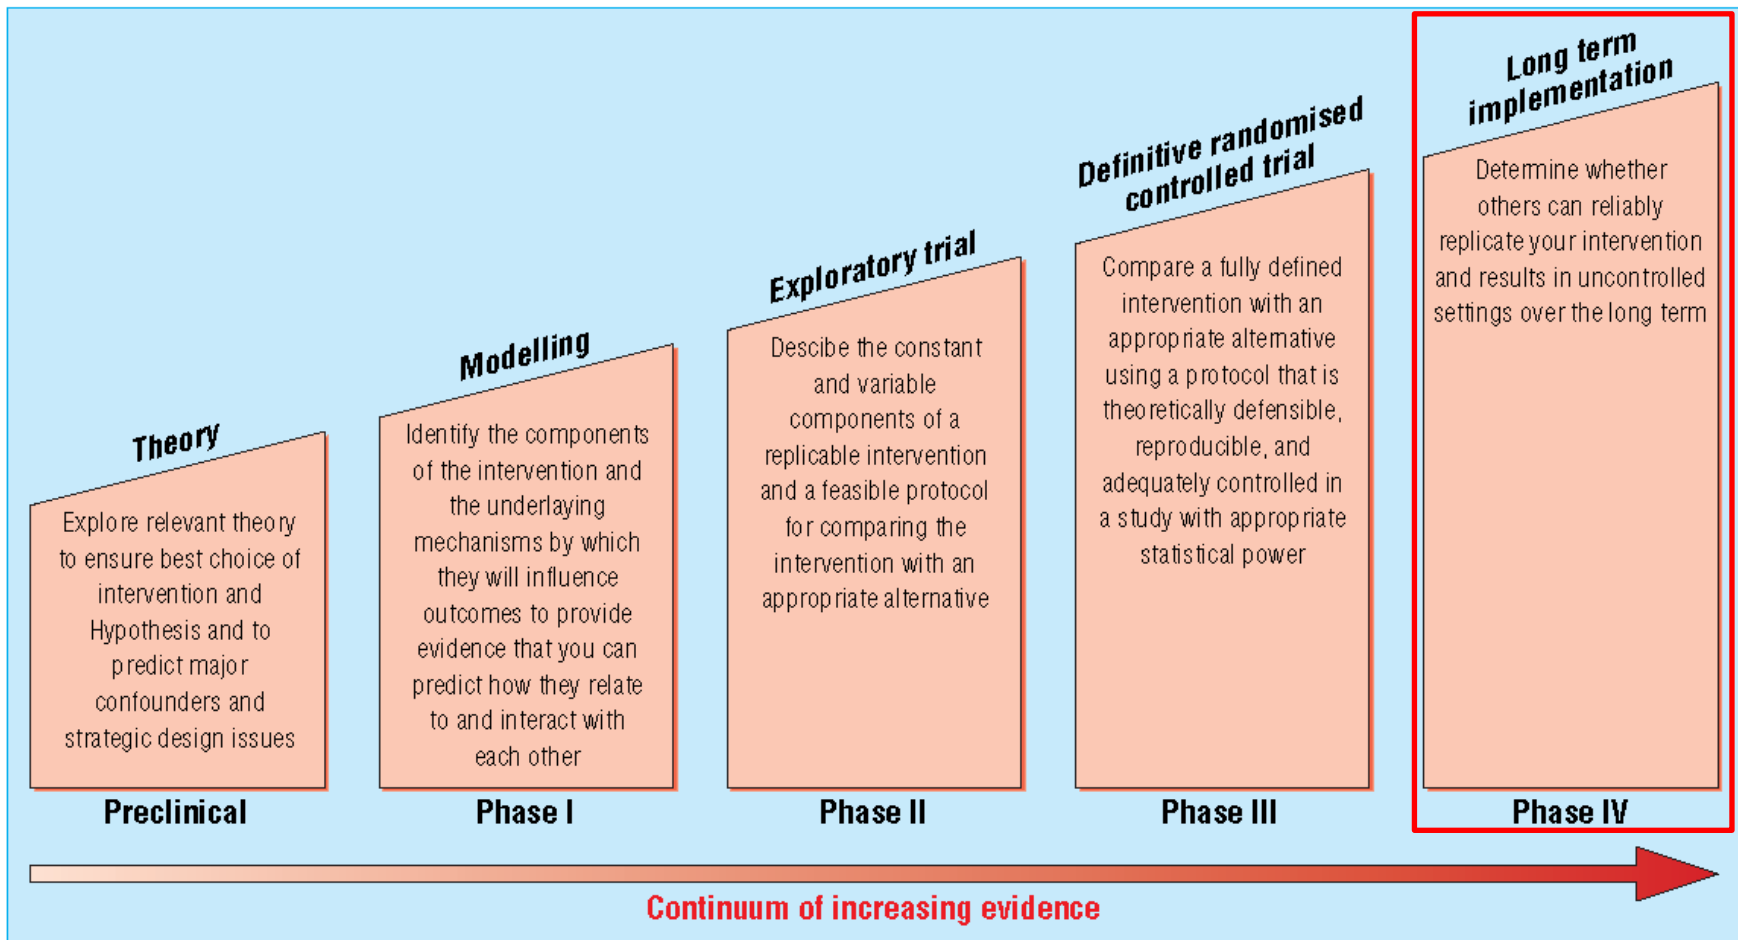 Theory
Explore relevant theory
to ensure best choice of
intervention and
Hypothesis and to
predict major
confounders and
strategic design issues
Preclinical
Modelling
Identify the components
of the intervention and
the underlaying
mechanisms by which
they will influence
outcomes to provide
evidence that you can
predict how they relate
to and interact with
each other
Phase I
Exploratory trial
Descibe the constant
and variable
components of a
replicable intervention
and a feasible protocol
for comparing the
intervention with an
appropriate alternative
Phase II
Definitive randomised
controlled trial
Compare a fully defined
intervention with an
appropriate alternative
using a protocol that is
theoretically defensible,
reproducible, and
adequately controlled in
a study with appropriate
statistical power
Phase III
Long term
implementation
Determine whether
others can reliably
replicate your intervention
and results in uncontrolled
settings over the long term
Phase IV
Continuum of increasing evidence